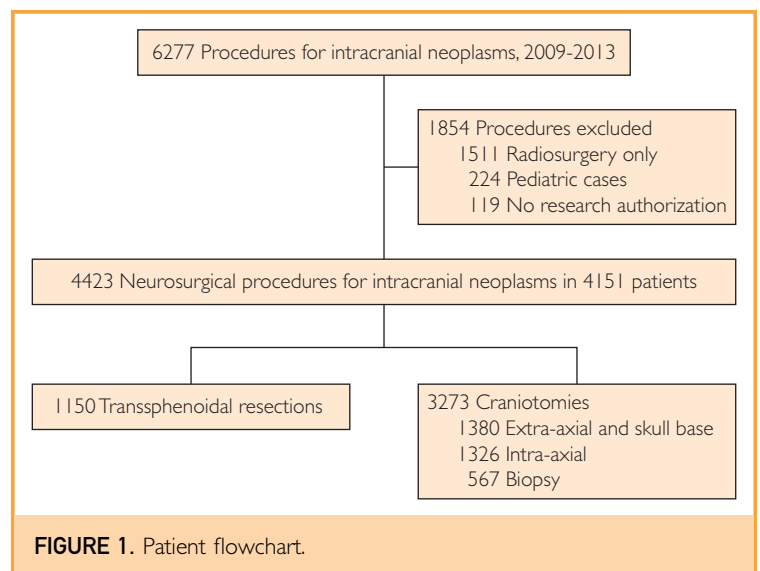 6277 Procedures for intracranial neoplasms, 2009-2013
1854 Procedures excluded
1511 Radiosurgery only
224 Pediatric cases
119 No research authorization
4423 Neurosurgical procedures for intracranial neoplasms in 4151 patients
1150 Transsphenoidal resections
3273 Craniotomies
1380 Extra-axial and skull base
1326 Intra-axial
567 Biopsy
FIGURE 1. Patient flowchart.